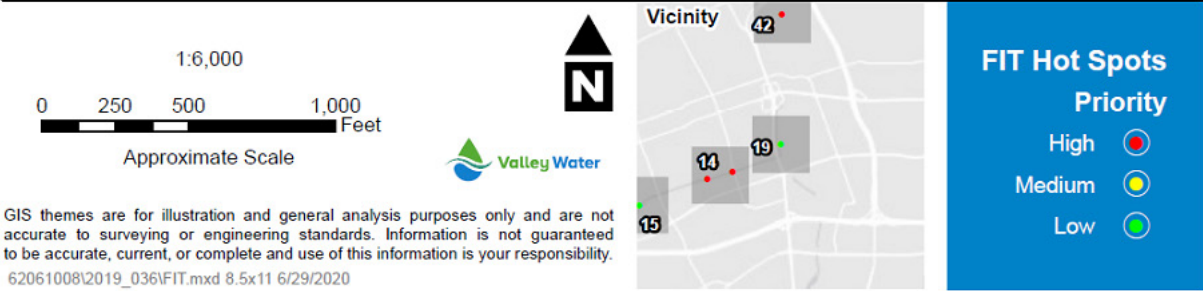 1:6,000
0 250 500 1,000
Feet
Approximate Scale
N
Valley Water
GIS themes are for illustration and general analysis purposes only and are not
accurate to surveying or engineering standards. Information is not guaranteed
to be accurate, current, or complete and use of this information is your responsibility.
62061008\2019_036\FIT.mxd 8.5x11 6/29/2020
Vicinity
42
19
14
15
FIT Hot Spots
Priority
High
Medium
Low